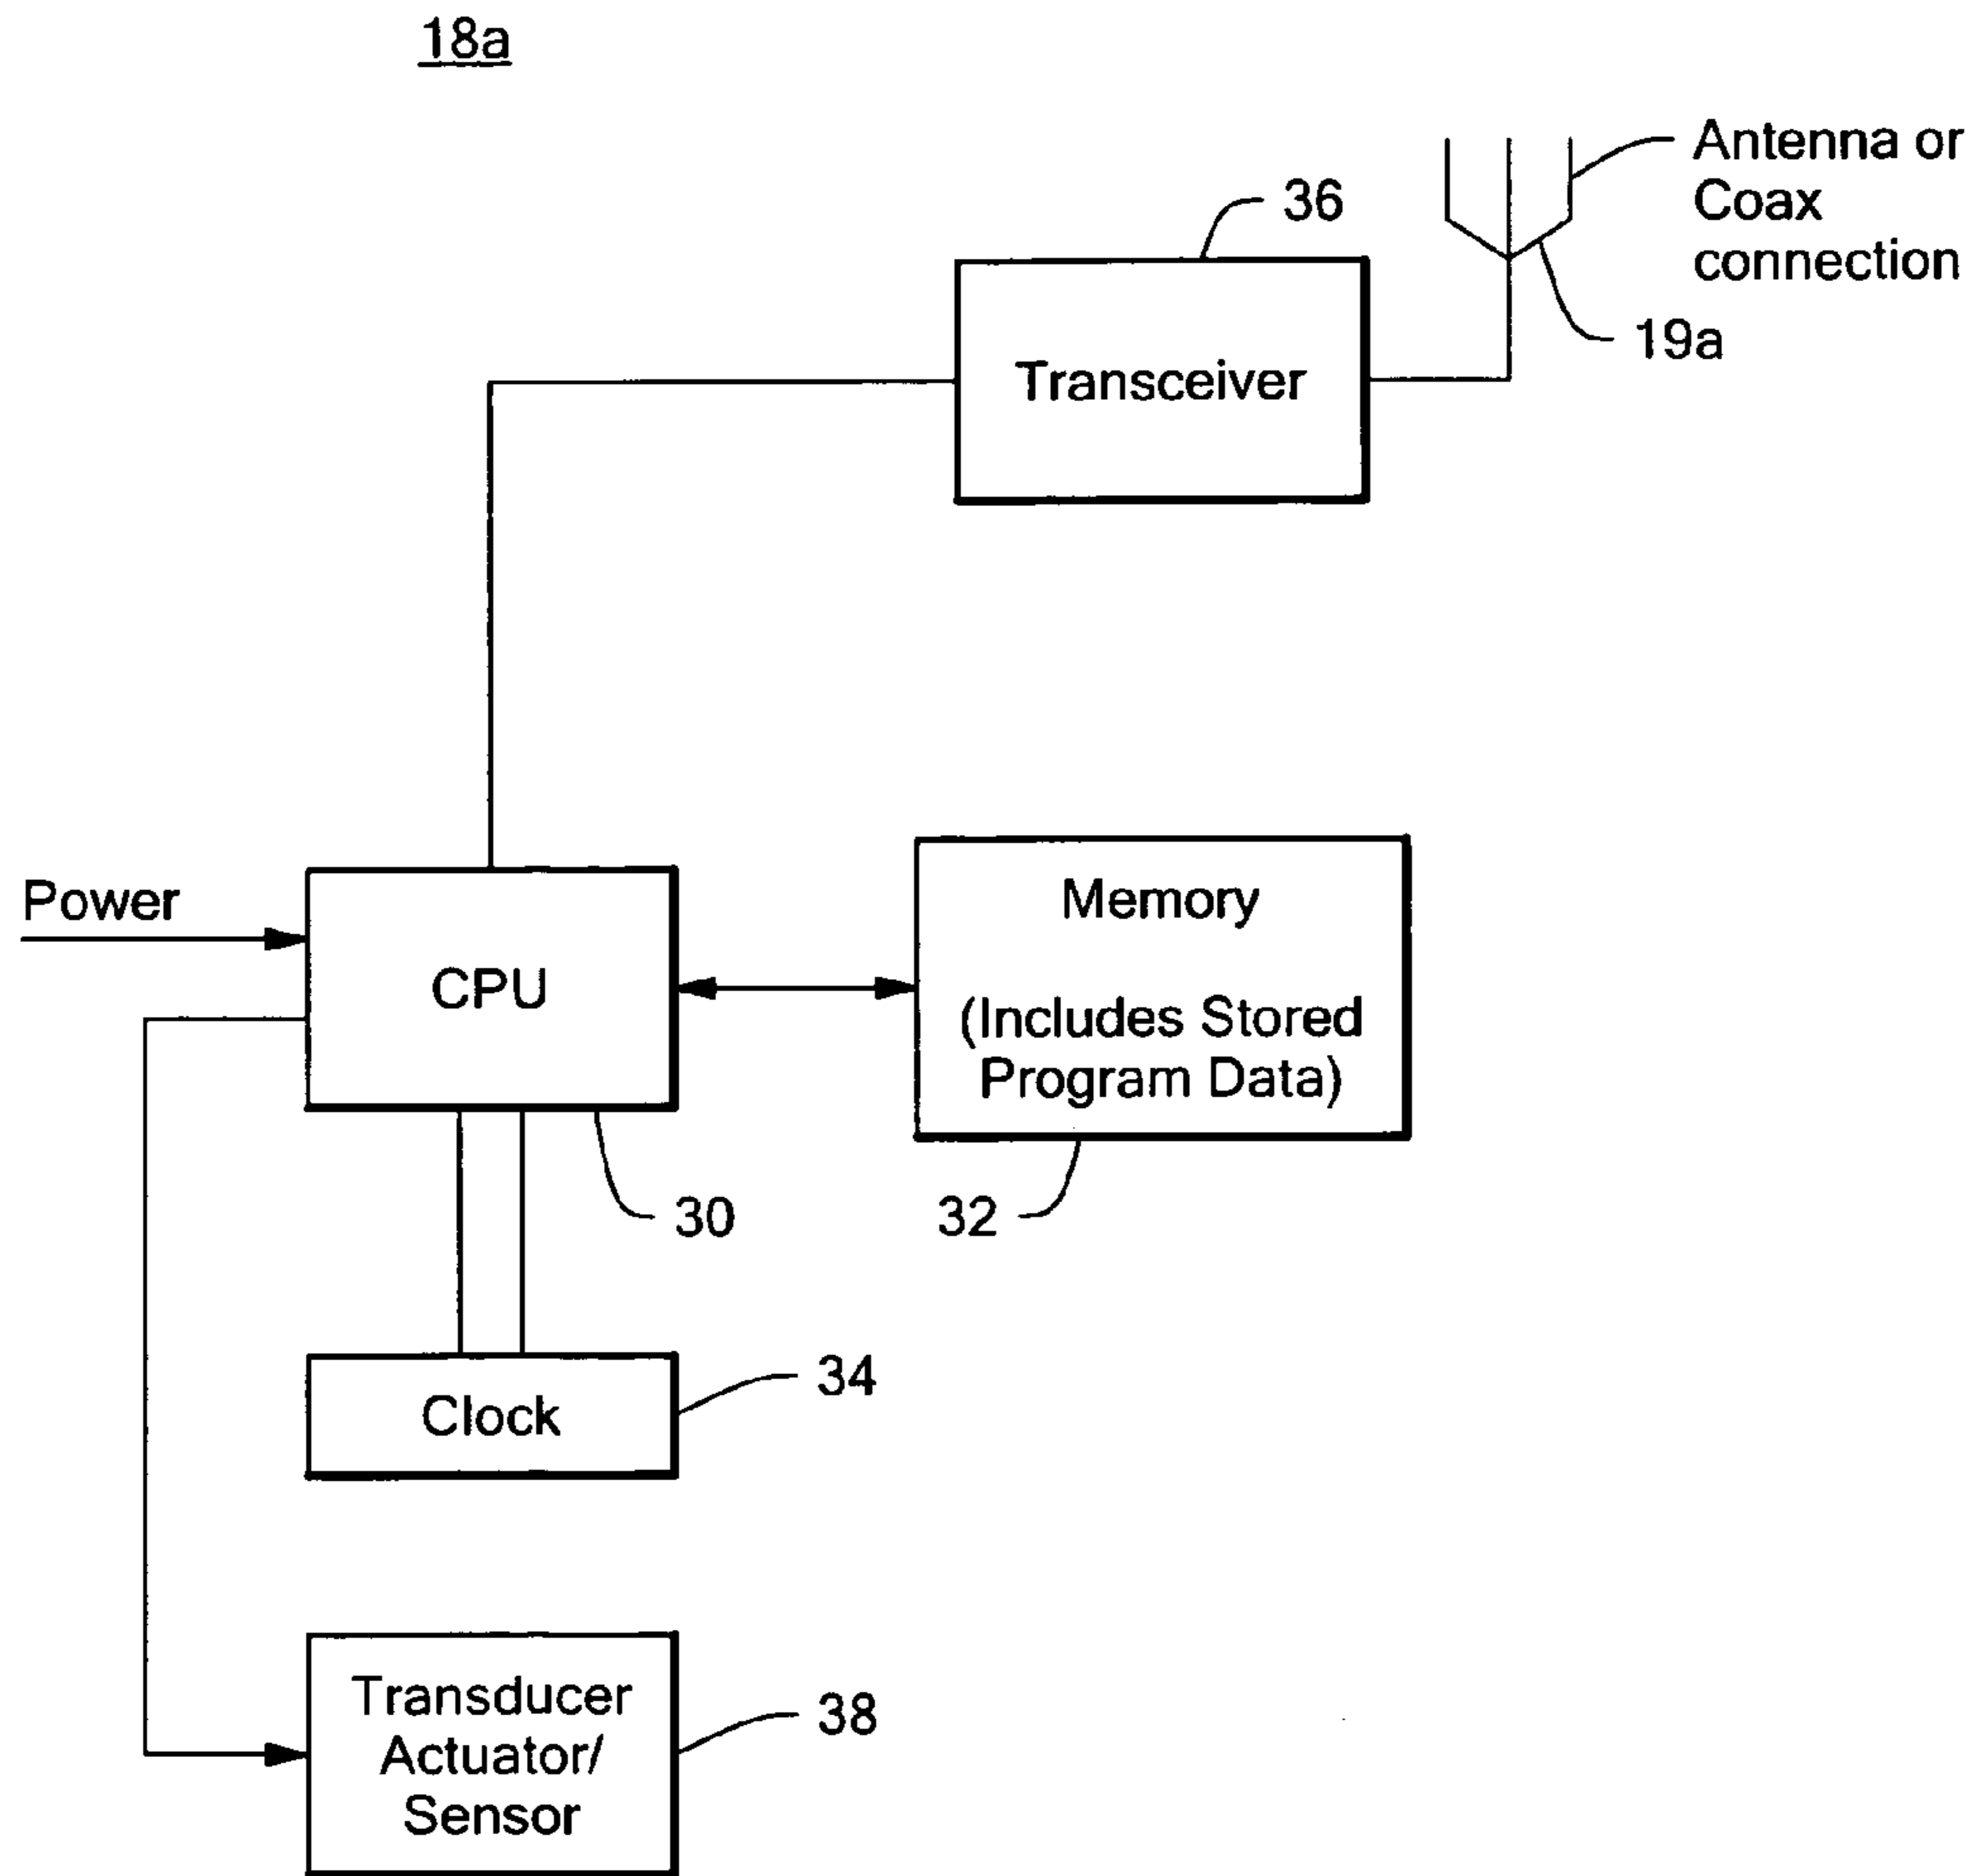 18a
Antenna or
Coax
connection
36
19a
Transceiver
Power
CPU
Memory
(Includes Stored
Program Data)
30
32
34
Clock
Transducer
Actuator/
Sensor
38